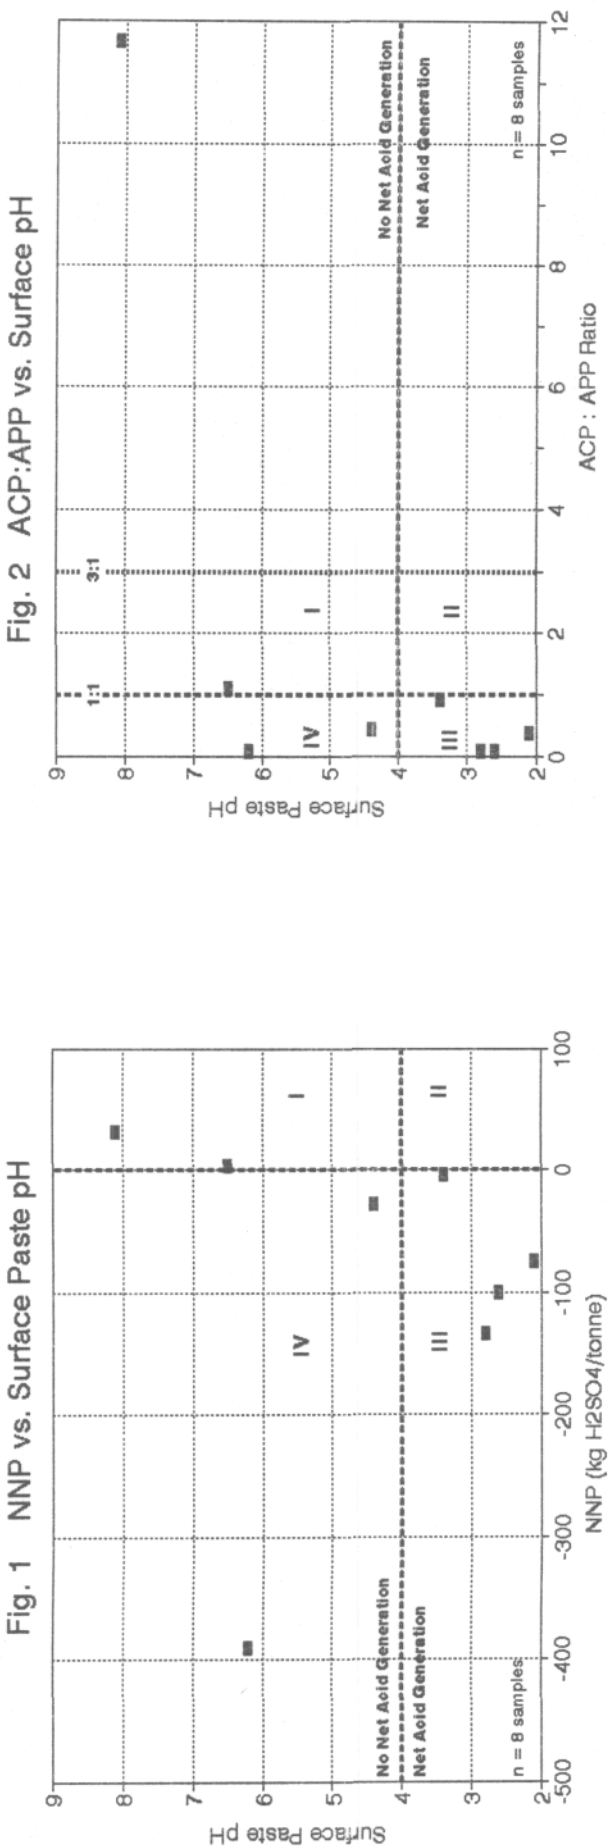 Fig. 1 NNP vs. Surface Paste pH
Surface Paste pH
9
8
7
6
5
4
3
2
IV
I
No Net Acid Generation
Net Acid Generation
III
II
n = 8 samples
-500
-400
-300
-200
-100
0
100
NNP (kg H2SO4/tonne)
Fig. 2 ACP:APP vs. Surface pH
Surface Paste pH
9
8
7
6
5
4
3
2
1:1
3:1
IV
I
No Net Acid Generation
Net Acid Generation
III
II
n = 8 samples
0
2
4
6
8
10
12
ACP : APP Ratio